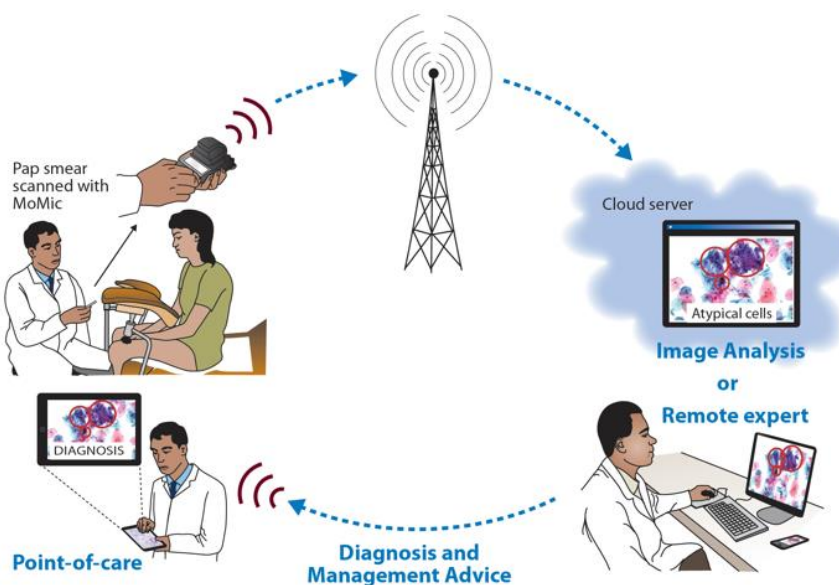 Pap smear
scanned with
MoMic
Cloud server
Atypical cells
Image Analysis
or
Remote expert
DIAGNOSIS
Point-of-care
Diagnosis and
Management Advice